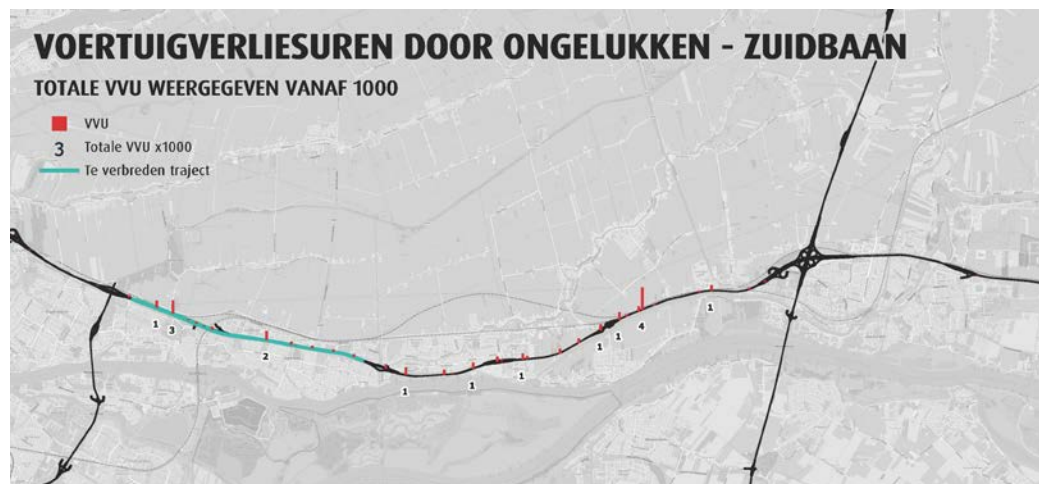 VOERTUIGVERLIESUREN DOOR ONGELUKKEN - ZUIDBAAN
TOTALE VVU WEERGEGEVEN VANAF 1000
VVU
3 Totale VVU x1000
Te verbreden traject
1
3
2
1
1
1
1
1
4
1